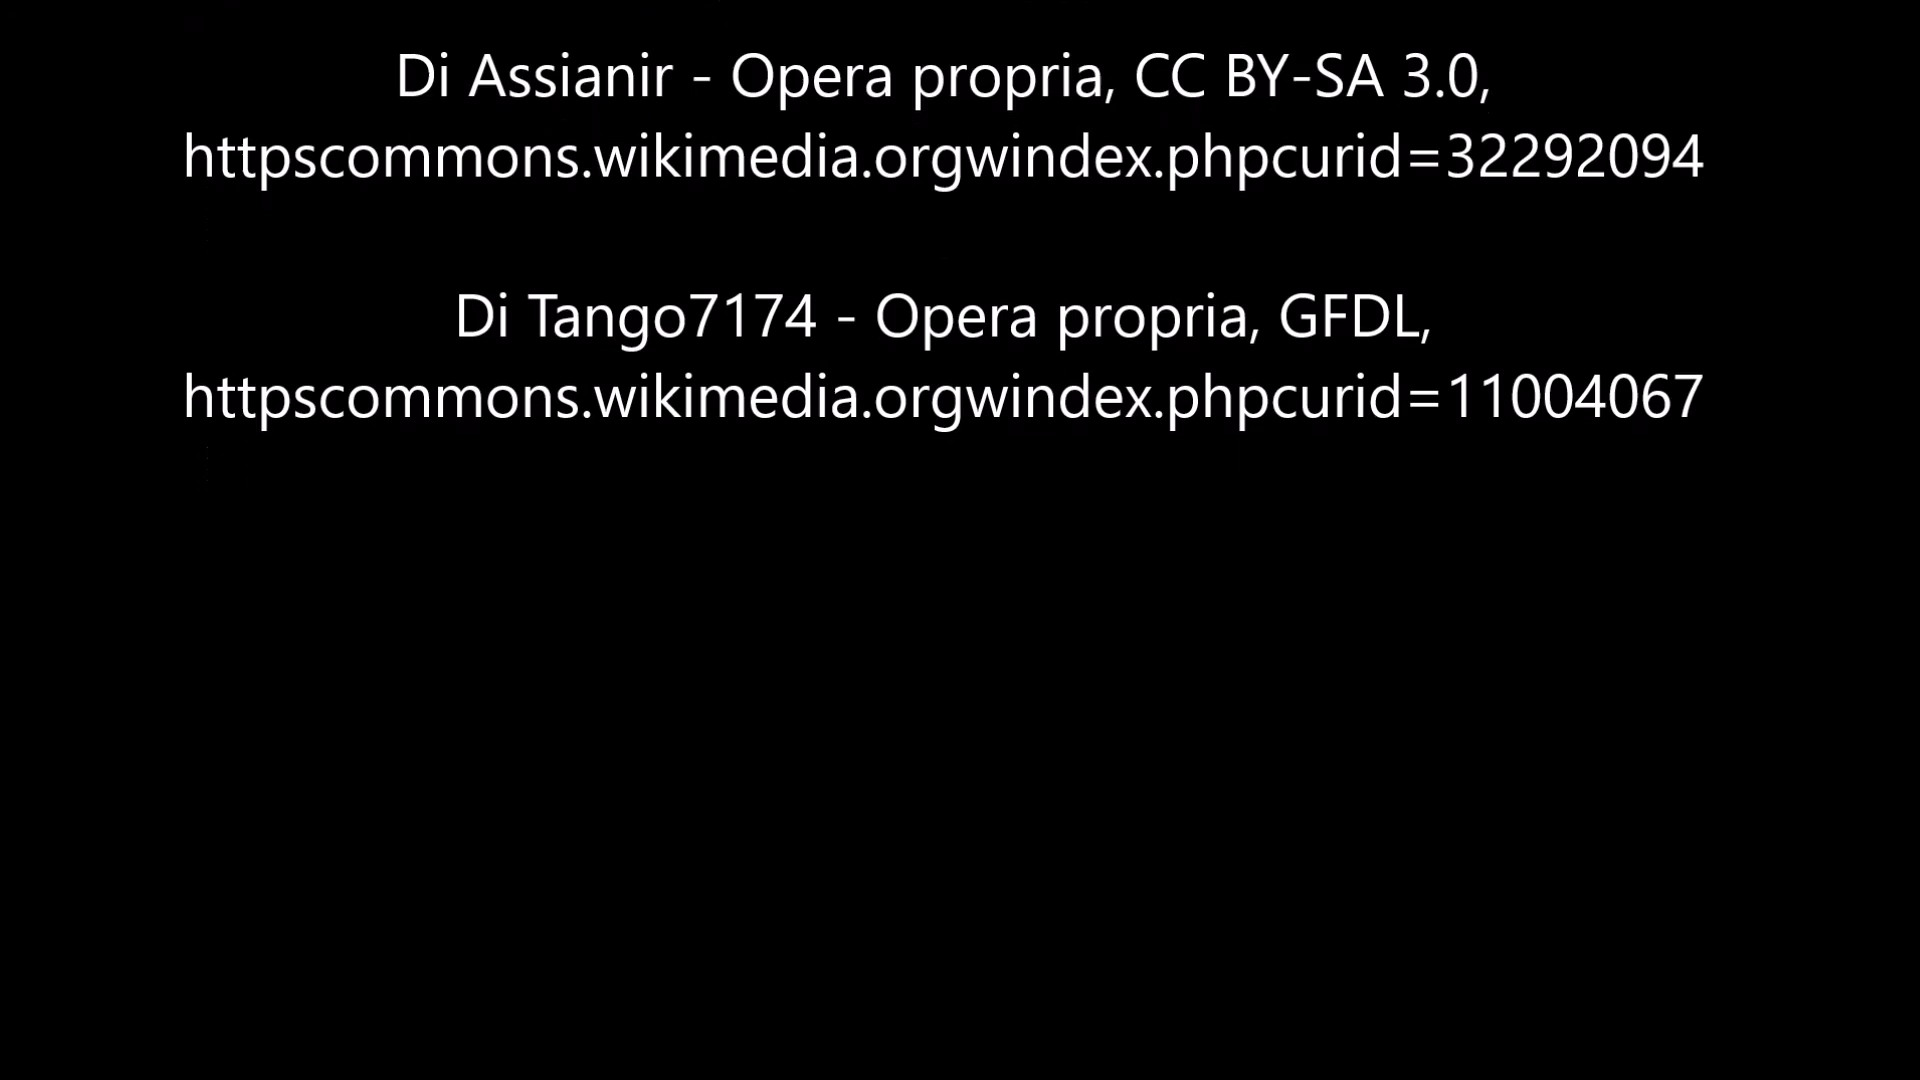 Di Assianir - Opera propria, CC BY-SA 3.0,
httpscommons.wikimedia.orgwindex.phpcurid=32292094
Di Tango7174 - Opera propria, GFDL,
httpscommons.wikimedia.orgwindex.phpcurid=11004067